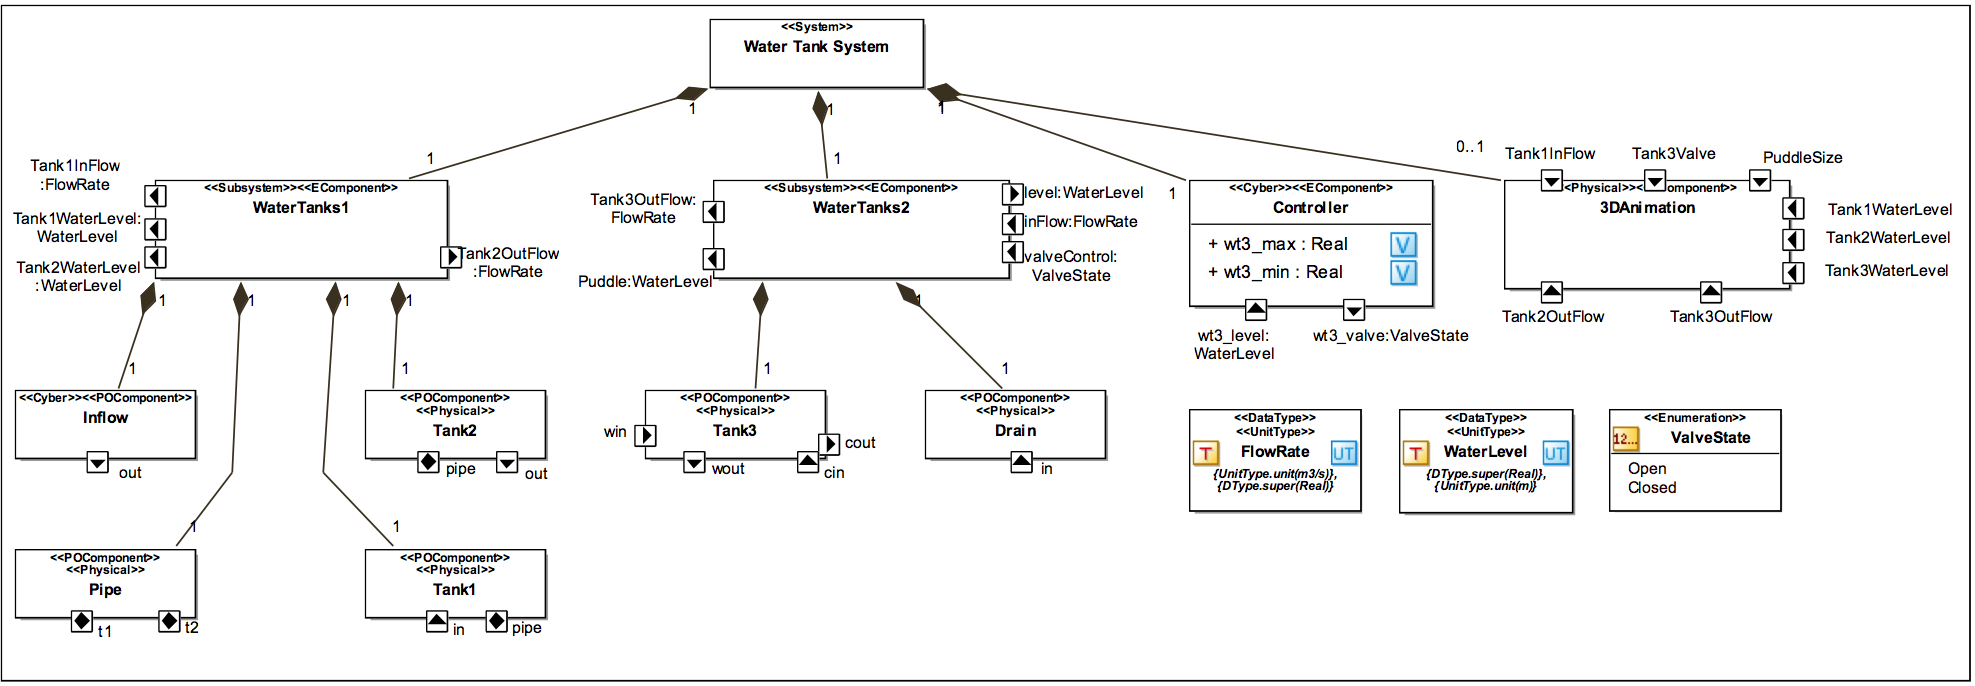 <<System>>
Water Tank System
1
1
1
1
1
1
0..1
Tank1InFlow
:FlowRate
Tank1WaterLevel:
WaterLevel
Tank2WaterLevel
:WaterLevel
<<Subsystem>><<EComponent>>
WaterTanks1
Tank2OutFlow
:FlowRate
Tank3OutFlow:
FlowRate
Puddle:WaterLevel
<<Subsystem>><<EComponent>>
WaterTanks2
level:WaterLevel
inFlow:FlowRate
valveControl:
ValveState
<<Cyber>><<EComponent>>
Controller
+ wt3_max : Real
V
+ wt3_min : Real
V
wt3_level:
WaterLevel
wt3_valve:ValveState
Tank1InFlow
Tank3Valve
PuddleSize
<Physical>><
omponent>>
3DAnimation
Tank1WaterLevel
Tank2WaterLevel
Tank3WaterLevel
Tank2OutFlow
Tank3OutFlow
1
1
1
1
1
1
1
1
1
<<Cyber>><<POComponent>>
Inflow
out
<<POComponent>>
<<Physical>>
Tank2
pipe
out
<<POComponent>>
<<Physical>>
Tank3
win
wout
cin
cout
<<POComponent>>
<<Physical>>
Drain
in
<<DataType>>
<<UnitType>>
T
FlowRate
UT
{UnitType.unit(m3/s)},
{DType.super(Real)}
<<DataType>>
<<UnitType>>
T
WaterLevel
UT
{DType.super(Real)},
{UnitType.unit(m)}
<<Enumeration>>
12...
ValveState
Open
Closed
1
1
<<POComponent>>
<<Physical>>
Pipe
t1
t2
<<POComponent>>
<<Physical>>
Tank1
in
pipe